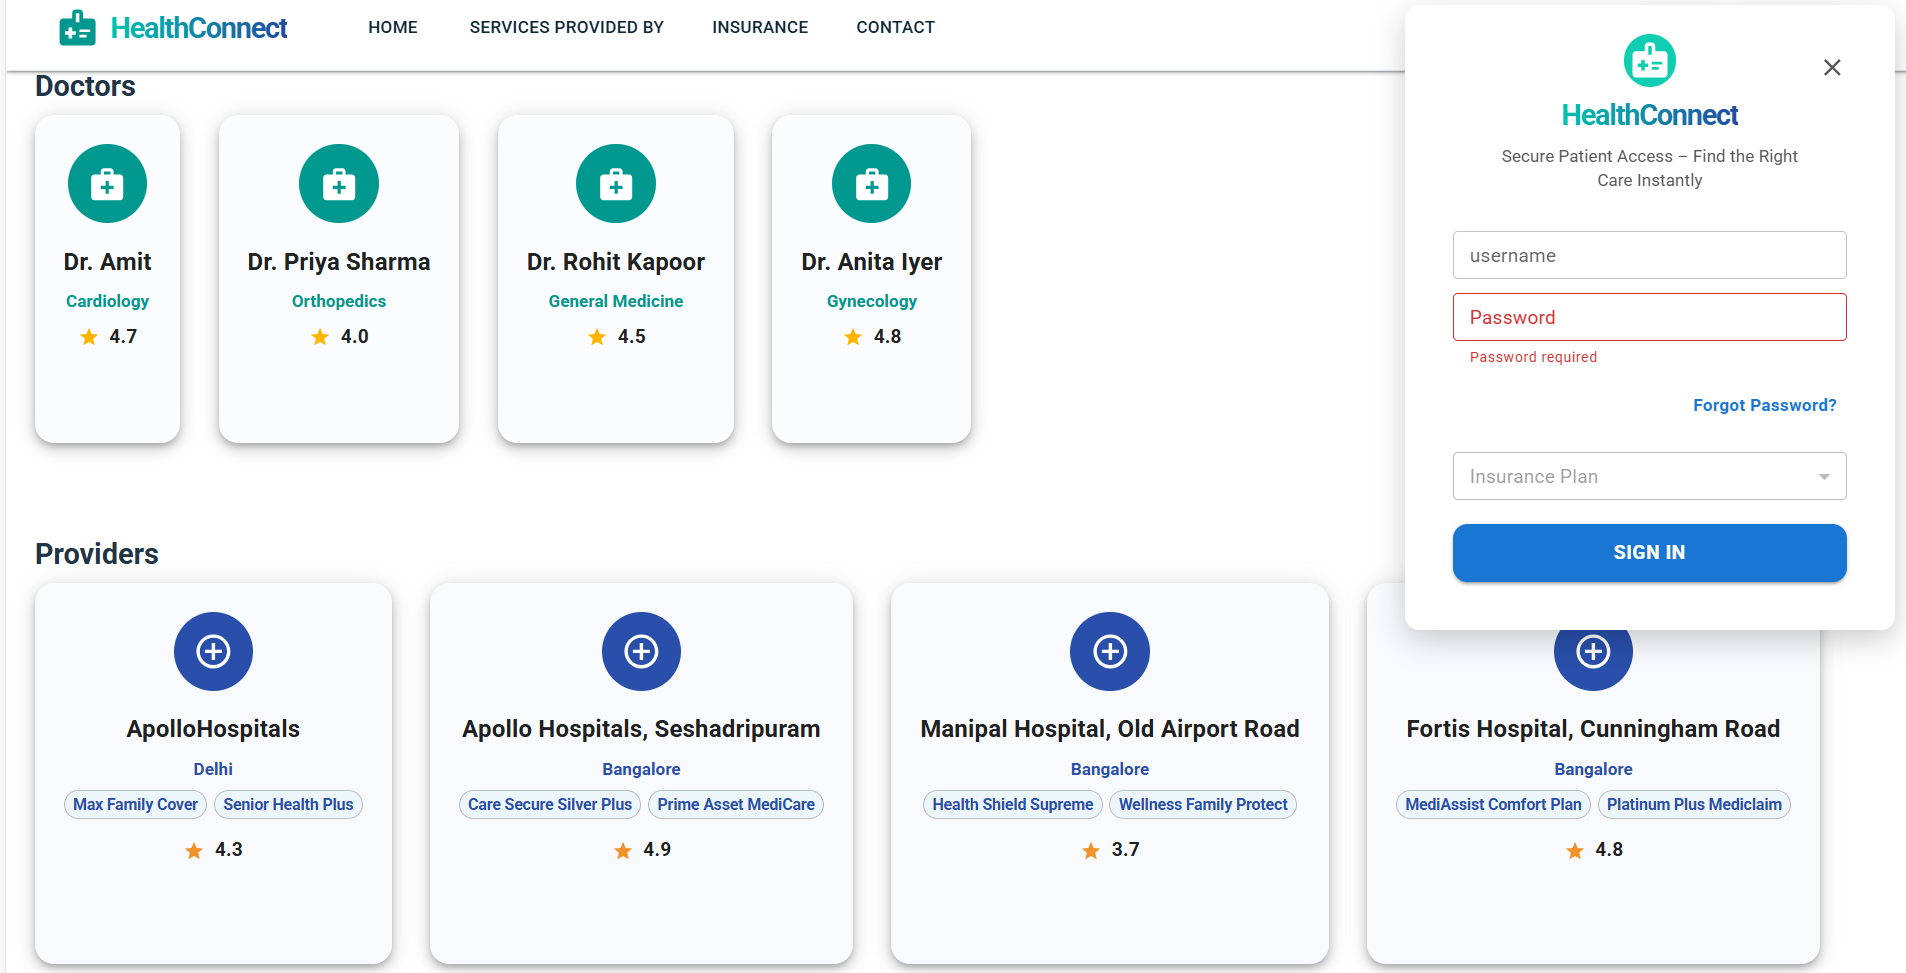 HealthConnect
HOME
SERVICES PROVIDED BY
INSURANCE
CONTACT
Doctors
Dr. Amit
Cardiology
4.7
Dr. Priya Sharma
Orthopedics
4.0
Dr. Rohit Kapoor
General Medicine
4.5
Dr. Anita Iyer
Gynecology
4.8
HealthConnect
Secure Patient Access – Find the Right
Care Instantly
username
Password
Password required
Forgot Password?
Insurance Plan
SIGN IN
Providers
ApolloHospitals
Delhi
Max Family Cover
Senior Health Plus
4.3
Apollo Hospitals, Seshadripuram
Bangalore
Care Secure Silver Plus
Prime Asset MediCare
4.9
Manipal Hospital, Old Airport Road
Bangalore
Health Shield Supreme
Wellness Family Protect
3.7
Fortis Hospital, Cunningham Road
Bangalore
MediAssist Comfort Plan
Platinum Plus Mediclaim
4.8